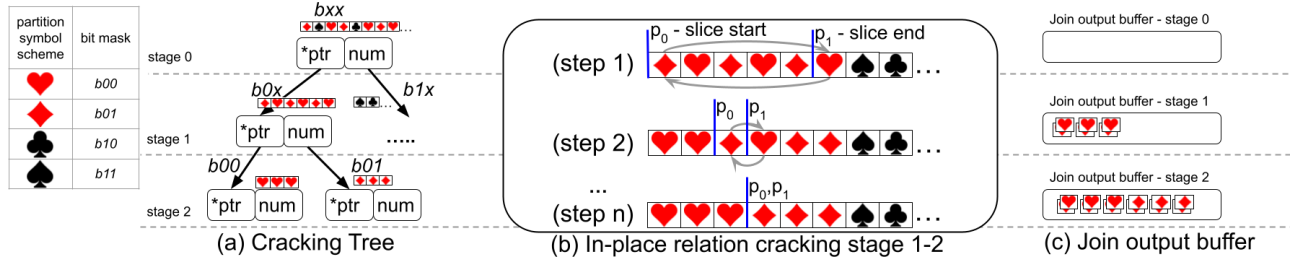 partition
symbol
scheme
bit mask
b00
b01
b10
b11
bxx
stage 0
*ptr
num
b0x
b1x
stage 1
*ptr
num
.....
b00
b01
stage 2
*ptr
num
*ptr
num
(a) Cracking Tree
p0 - slice start
p1 - slice end
(step 1)
...
p0
p1
(step 2)
...
...
p0,p1
(step n)
...
(b) In-place relation cracking stage 1-2
Join output buffer - stage 0
Join output buffer - stage 1
Join output buffer - stage 2
(c) Join output buffer